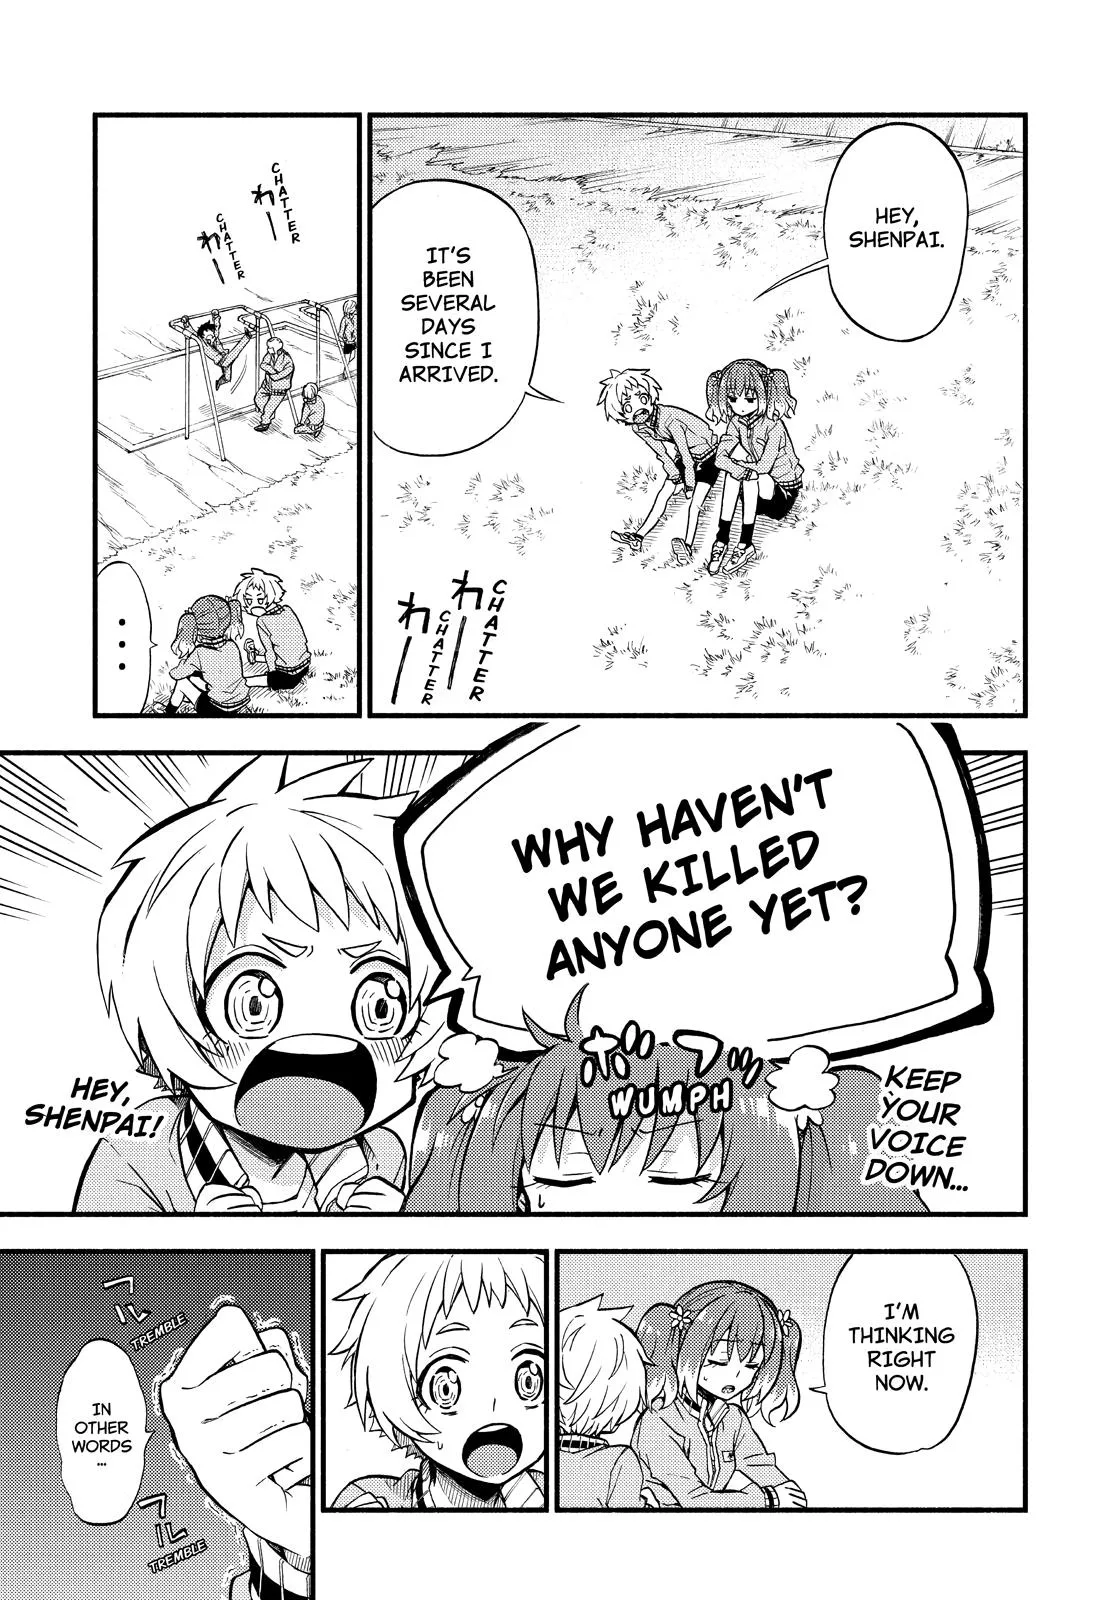 HEY,
SHENPAI.
IT'S
BEEN
SEVERAL
DAYS
SINCE I
ARRIVED.
わー
CHATTER
わー
CHATTER
わー
CHATTER
わー
CHATTER
...
WHY HAVEN'T
WE KILLED
ANYONE YET?
HEY,
SHENPAI!
ボフッ
WUMPH
KEEP
YOUR
VOICE
DOWN...
I'M
THINKING
RIGHT
NOW.
プル
TREMBLE
IN
OTHER
WORDS
...
プル
TREMBLE